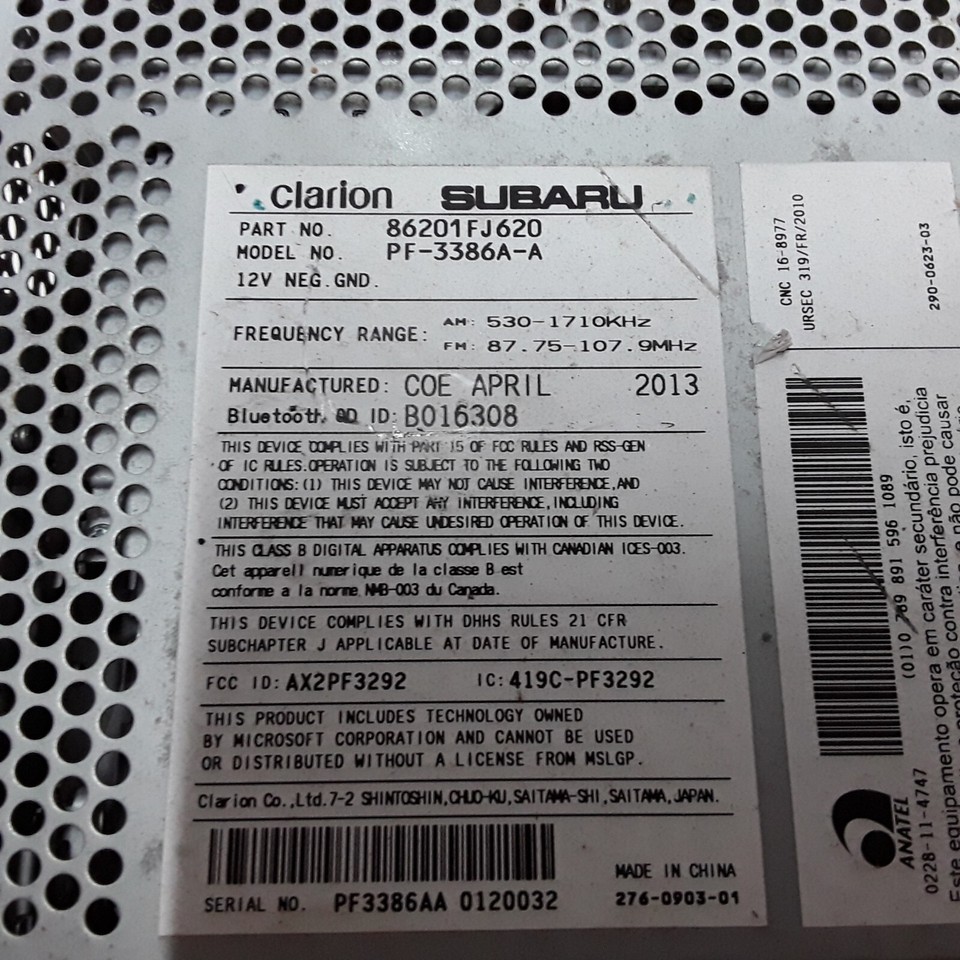 clarion SUBARU
PART NO. 86201FJ620
MODEL NO. PF-3386A-A
12V NEG.GND.
FREQUENCY RANGE: AM: 530-1710KHz
FM: 87.75-107.9MHz
MANUFACTURED: COE APRIL 2013
Bluetooth QD ID: B016308
THIS DEVICE COMPLIES WITH PART 15 OF FCC RULES AND RSS-GEN
OF IC RULES.OPERATION IS SUBJECT TO THE FOLLOWING TWO
CONDITIONS:(1) THIS DEVICE MAY NOT CAUSE INTERFERENCE,AND
(2) THIS DEVICE MUST ACCEPT ANY INTERFERENCE,INCLUDING
INTERFERENCE THAT MAY CAUSE UNDESIRED OPERATION OF THIS DEVICE.
THIS CLASS B DIGITAL APPARATUS COMPLIES WITH CANADIAN ICES-003.
Cet appareil numerique de la classe B est
conforme a la norme NMB-003 du Canada.
THIS DEVICE COMPLIES WITH DHHS RULES 21 CFR
SUBCHAPTER J APPLICABLE AT DATE OF MANUFACTURE.
FCC ID: AX2PF3292 IC: 419C-PF3292
THIS PRODUCT INCLUDES TECHNOLOGY OWNED
BY MICROSOFT CORPORATION AND CANNOT BE USED
OR DISTRIBUTED WITHOUT A LICENSE FROM MSLGP.
Clarion Co.,Ltd.7-2 SHINTOSHIN,CHUO-KU,SAITAMA-SHI,SAITAMA,JAPAN.
MADE IN CHINA
SERIAL NO. PF3386AA 0120032
276-0903-01
CNC 16-8977
URSEC 319/FR/2010
290-0623-03
(01)0 789 891 596 1089
ANATEL
0228-11-4747
Este equipamento opera em caráter secundário, isto é,
proteção contra interferência prejudicia
não pode causar